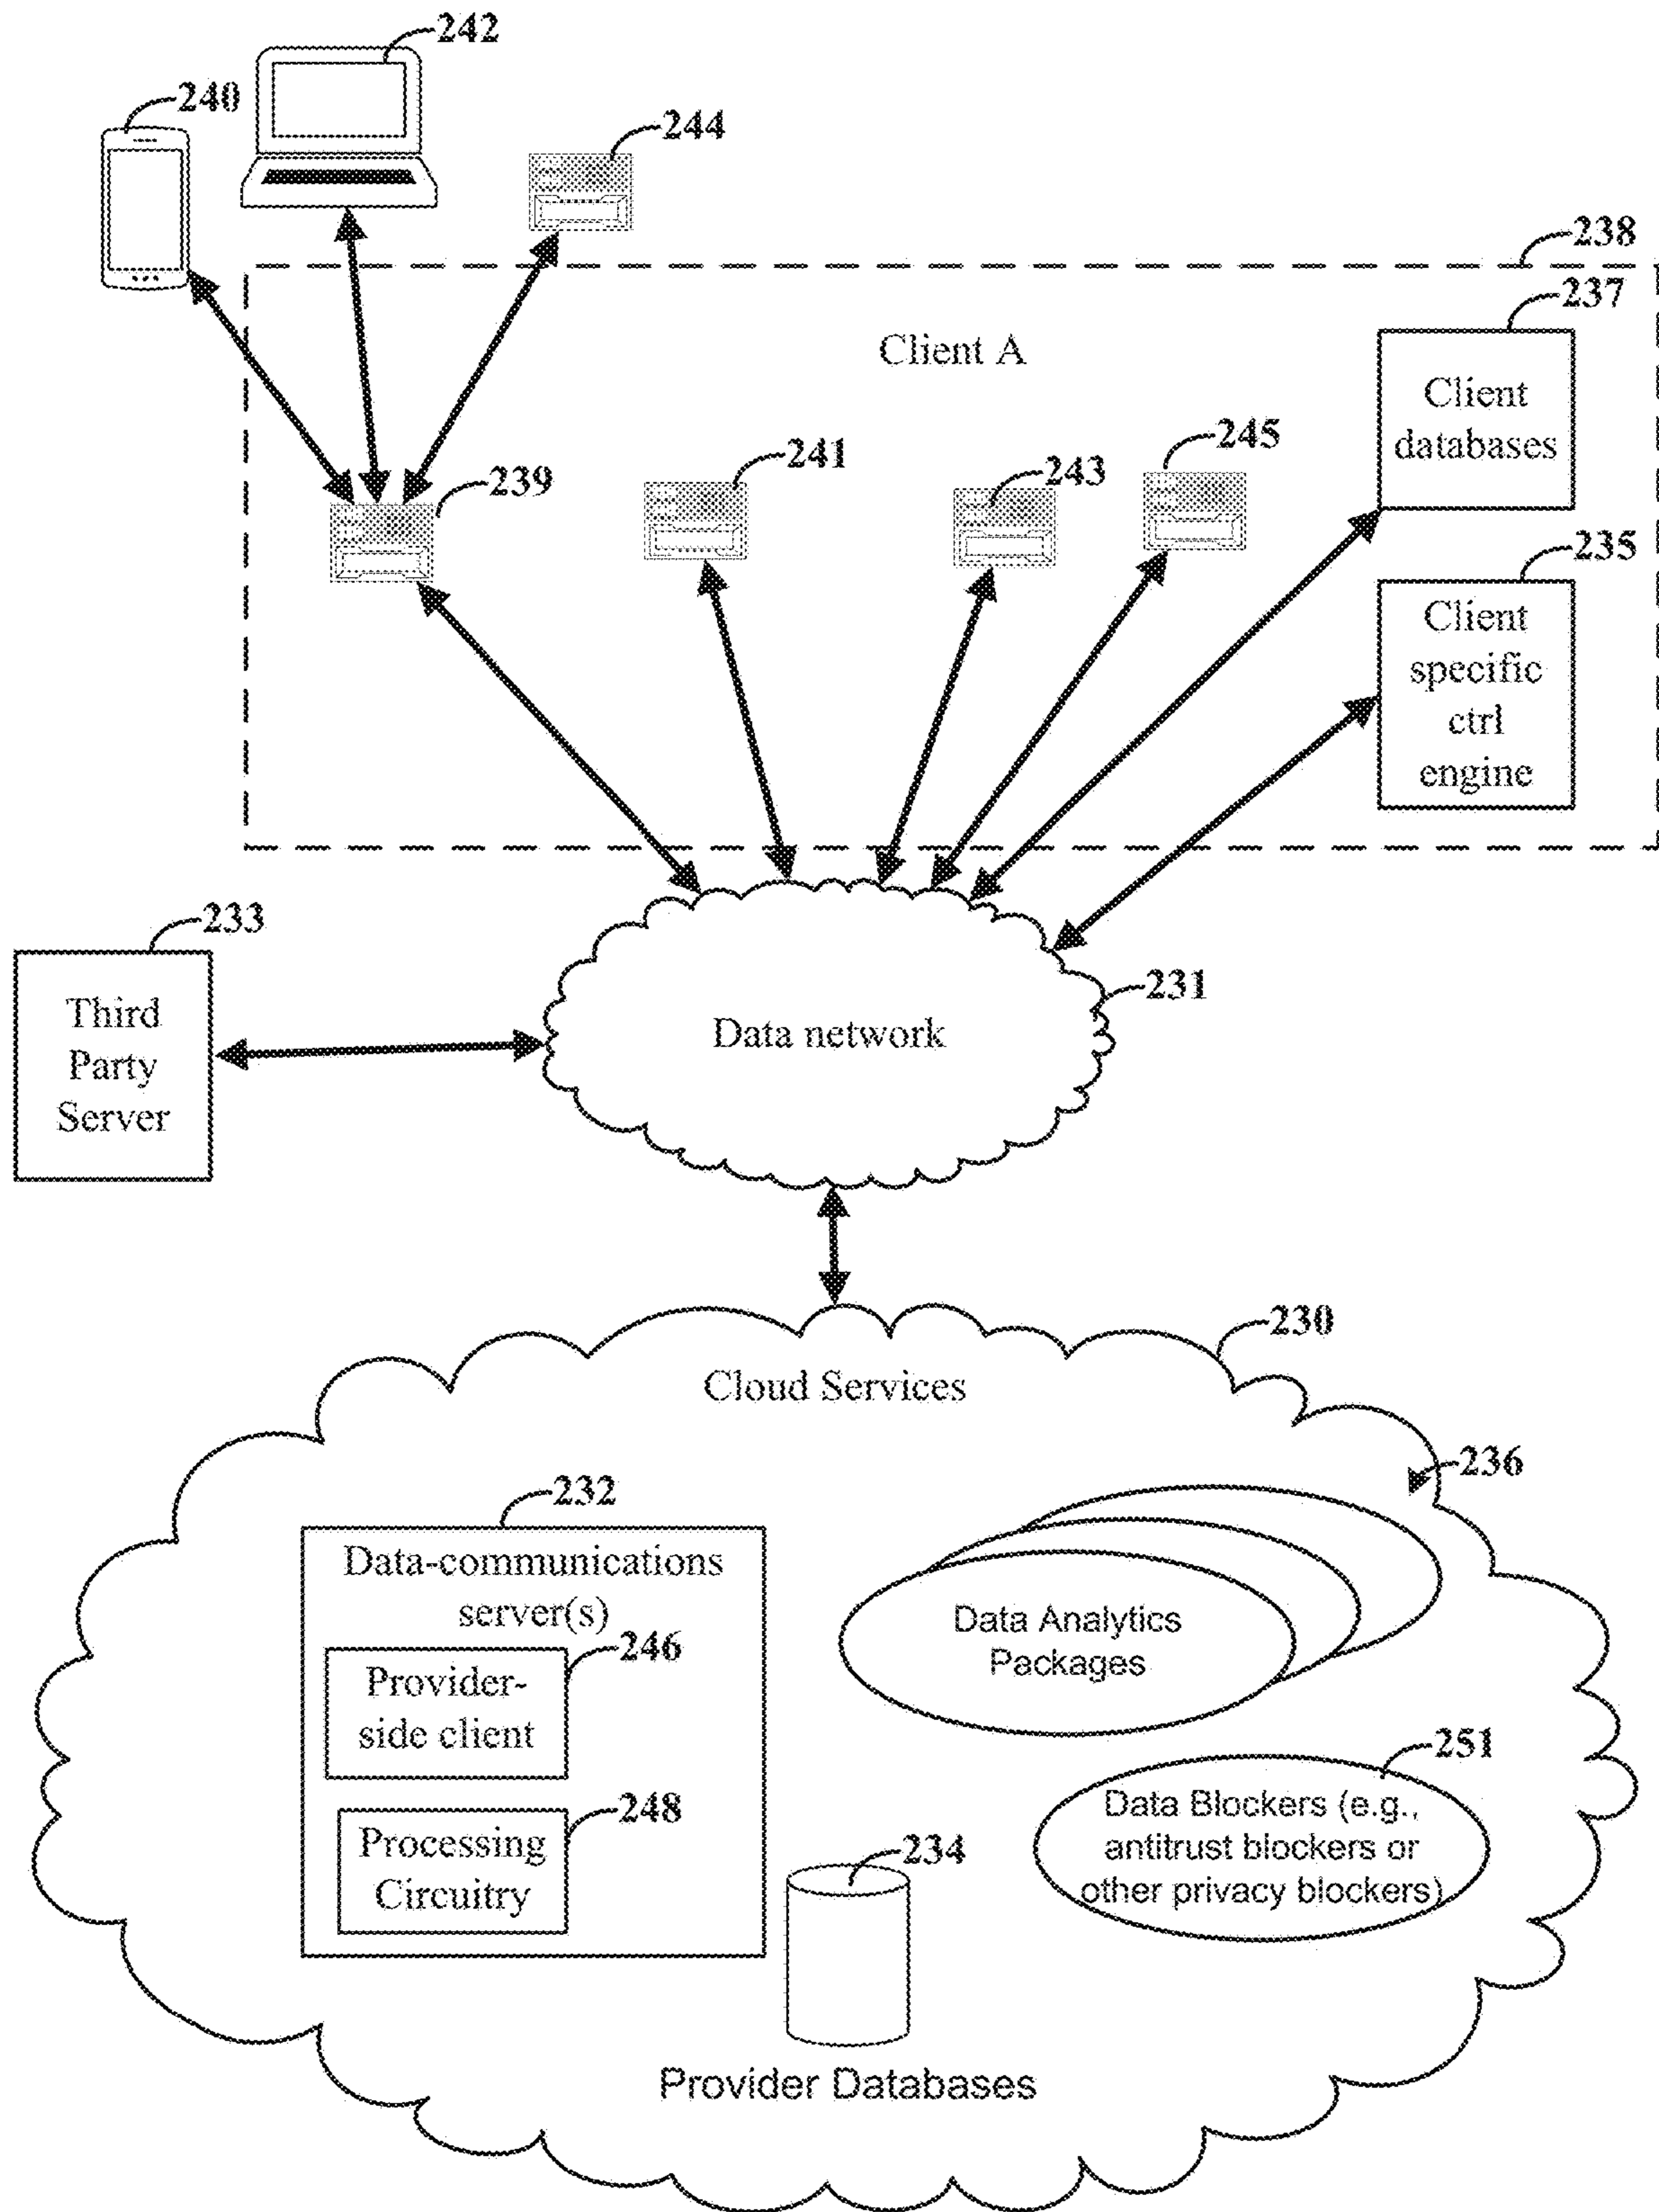 242
240
244
238
237
Client A
Client
databases
245
241
243
239
235
Client
specific
ctrl
engine
233
Third
Party
Server
231
Data network
230
Cloud Services
236
232
Data-communications
server(s)
246
Provider-
side client
248
Processing
Circuitry
Data Analytics
Packages
251
Data Blockers (e.g.,
antitrust blockers or
other privacy blockers)
234
Provider Databases